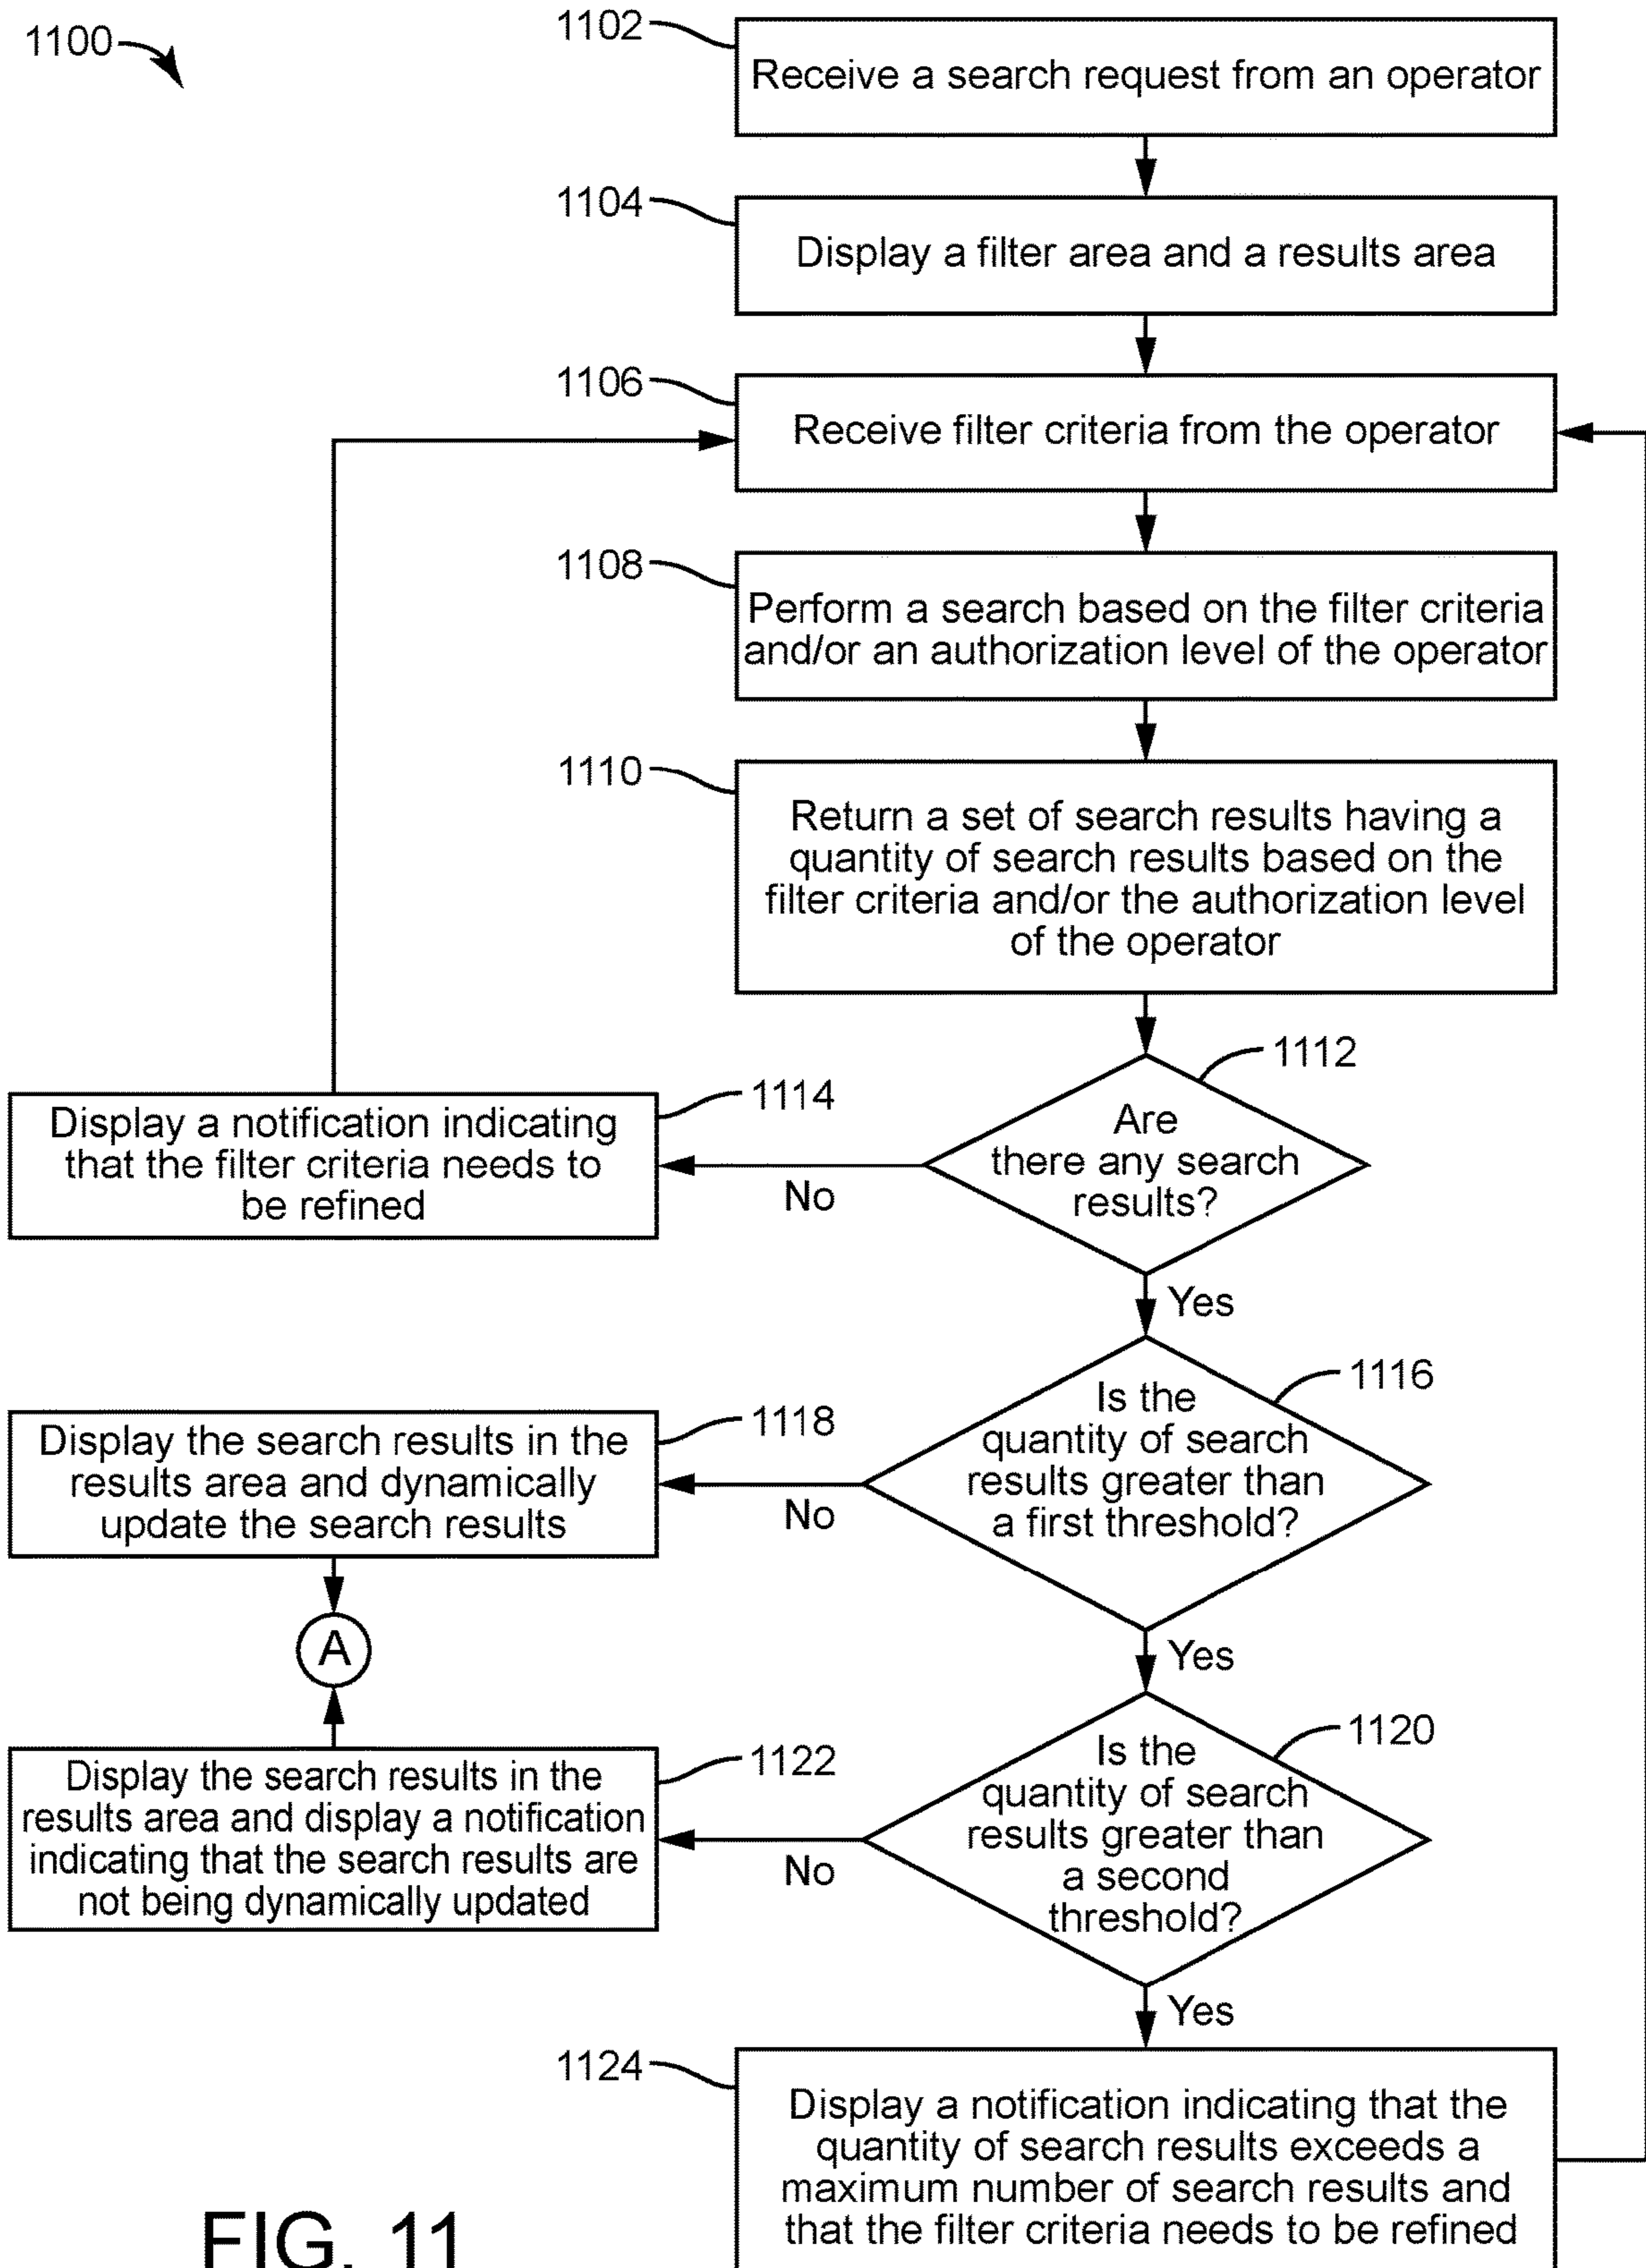 1100
1102
Receive a search request from an operator
1104
Display a filter area and a results area
1106
Receive filter criteria from the operator
1108
Perform a search based on the filter criteria
and/or an authorization level of the operator
1110
Return a set of search results having a
quantity of search results based on the
filter criteria and/or the authorization level
of the operator
1112
Are
there any search
results?
No
1114
Display a notification indicating
that the filter criteria needs to
be refined
Yes
1116
Is the
quantity of search
results greater than
a first threshold?
No
1118
Display the search results in the
results area and dynamically
update the search results
A
Yes
1120
Is the
quantity of search
results greater than
a second
threshold?
No
1122
Display the search results in the
results area and display a notification
indicating that the search results are
not being dynamically updated
Yes
1124
Display a notification indicating that the
quantity of search results exceeds a
maximum number of search results and
that the filter criteria needs to be refined
FIG. 11